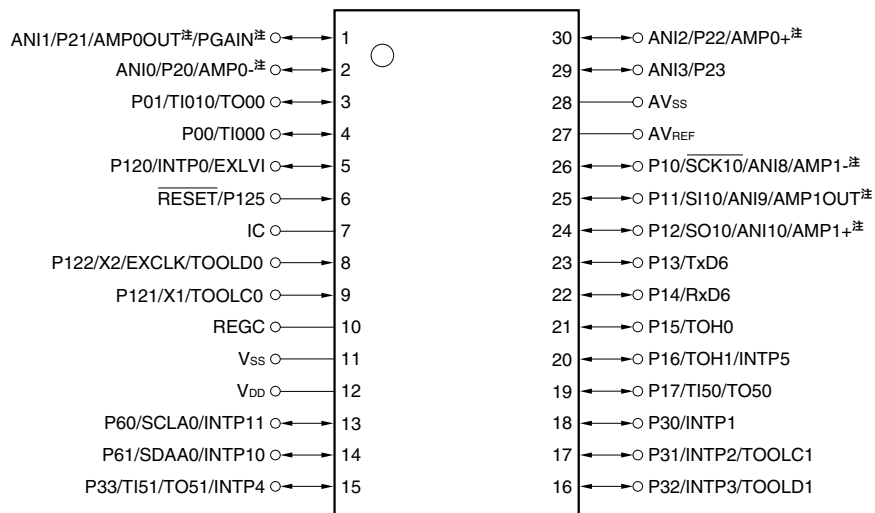 ANI1/P21/AMP0OUT注/PGAIN注 1 30 ANI2/P22/AMP0+注
ANI0/P20/AMP0-注 2 29 ANI3/P23
P01/TI010/TO00 3 28 AVSS
P00/TI000 4 27 AVREF
P120/INTP0/EXLVI 5 26 P10/SCK10/ANI8/AMP1-注
RESET/P125 6 25 P11/SI10/ANI9/AMP1OUT注
IC 7 24 P12/SO10/ANI10/AMP1+注
P122/X2/EXCLK/TOOLD0 8 23 P13/TxD6
P121/X1/TOOLC0 9 22 P14/RxD6
REGC 10 21 P15/TOH0
VSS 11 20 P16/TOH1/INTP5
VDD 12 19 P17/TI50/TO50
P60/SCLA0/INTP11 13 18 P30/INTP1
P61/SDAA0/INTP10 14 17 P31/INTP2/TOOLC1
P33/TI51/TO51/INTP4 15 16 P32/INTP3/TOOLD1